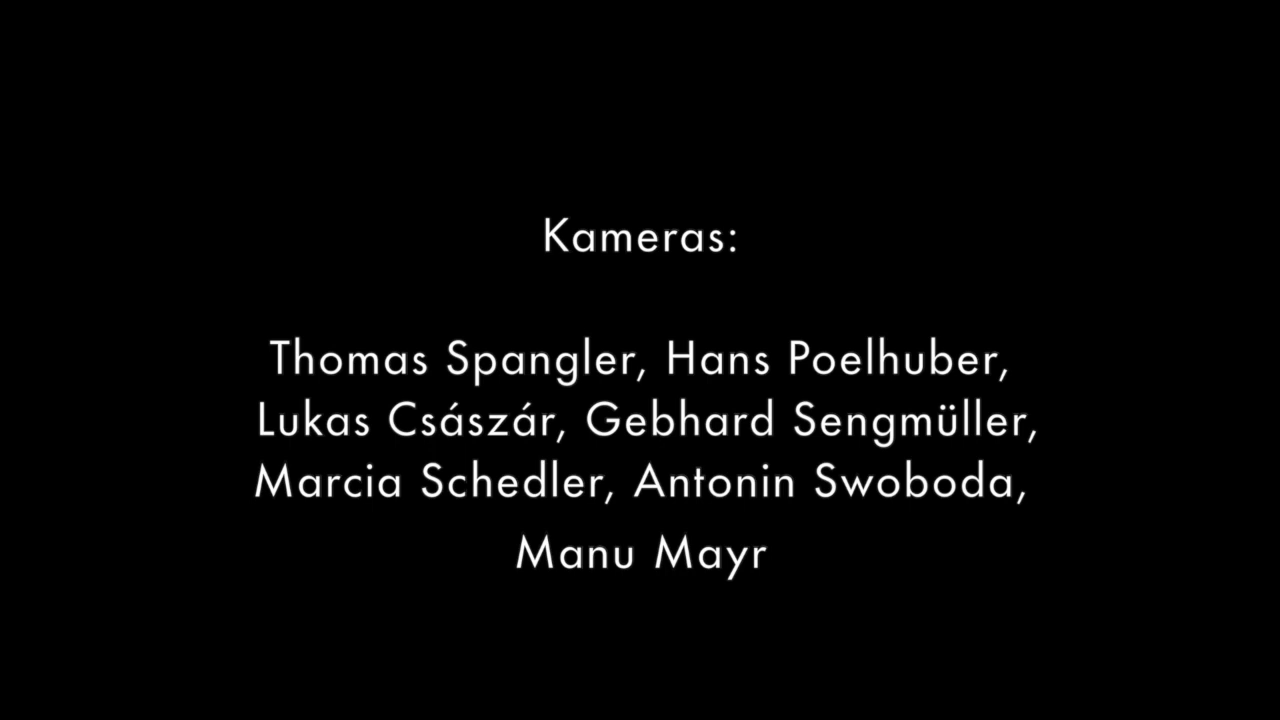 Kameras:
Thomas Spangler, Hans Poelhuber,
Lukas Császár, Gebhard Sengmüller,
Marcia Schedler, Antonin Swoboda,
Manu Mayr